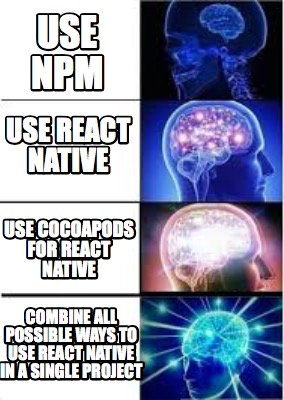 USE
NPM
USE REACT
NATIVE
USE COCOAPODS
FOR REACT
NATIVE
COMBINE ALL
POSSIBLE WAYS TO
USE REACT NATIVE
IN A SINGLE PROJECT